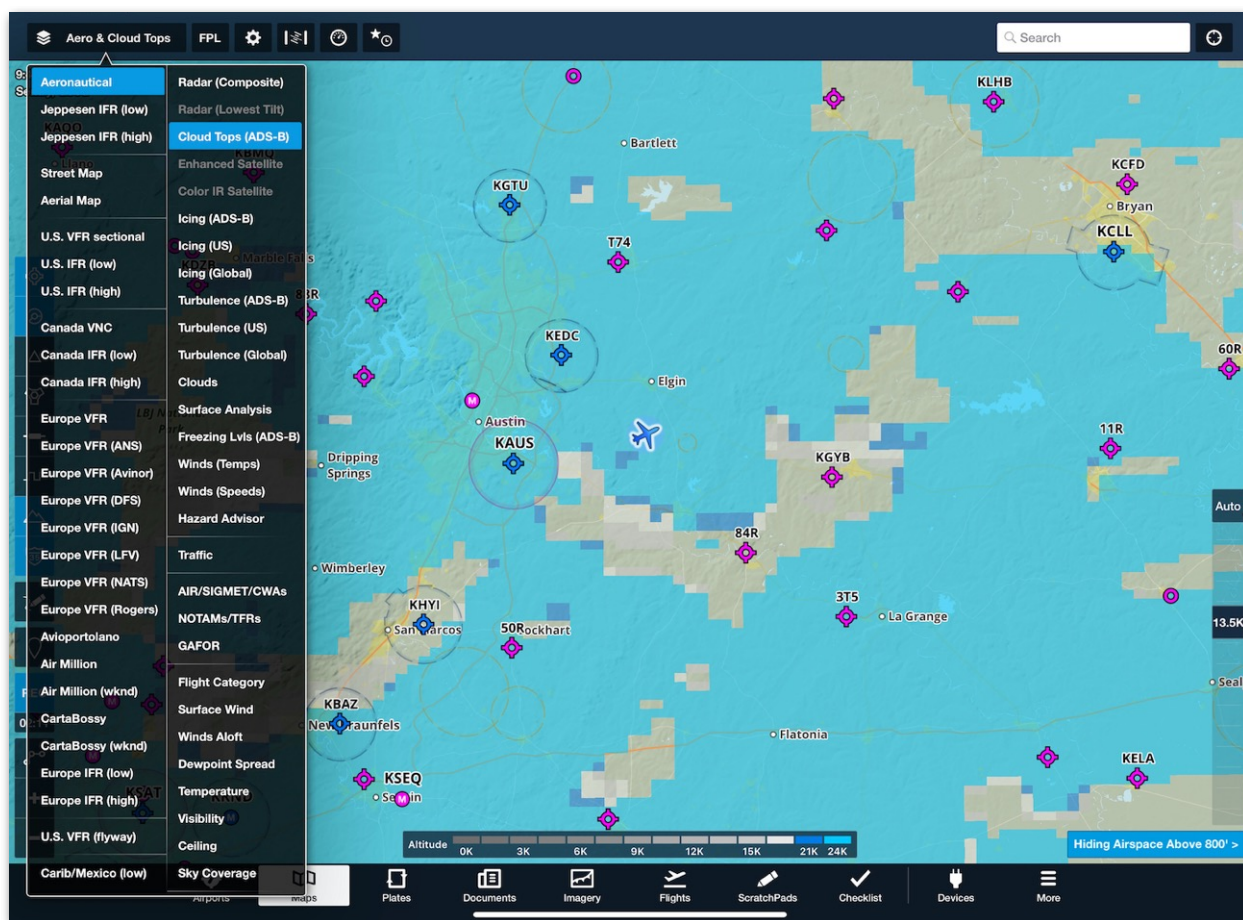 Aero & Cloud Tops
FPL
Search
Aeronautical
Jeppesen IFR (low)
Jeppesen IFR (high)
Street Map
Aerial Map
U.S. VFR sectional
U.S. IFR (low)
U.S. IFR (high)
Canada VNC
Canada IFR (low)
Canada IFR (high)
Europe VFR
Europe VFR (ANS)
Europe VFR (Avinor)
Europe VFR (DFS)
Europe VFR (IGN)
Europe VFR (LFV)
Europe VFR (NATS)
Europe VFR (Rogers)
Avioportolano
Air Million
Air Million (wknd)
CartaBossy
CartaBossy (wknd)
Europe IFR (low)
Europe IFR (high)
U.S. VFR (flyway)
Carib/Mexico (low)
Radar (Composite)
Radar (Lowest Tilt)
Cloud Tops (ADS-B)
Enhanced Satellite
Color IR Satellite
Icing (ADS-B)
Icing (US)
Icing (Global)
Turbulence (ADS-B)
Turbulence (US)
Turbulence (Global)
Clouds
Surface Analysis
Freezing Lvls (ADS-B)
Winds (Temps)
Winds (Speeds)
Hazard Advisor
Traffic
AIR/SIGMET/CWAs
NOTAMs/TFRs
GAFOR
Flight Category
Surface Wind
Winds Aloft
Dewpoint Spread
Temperature
Visibility
Ceiling
Sky Coverage
KLHB
Bartlett
KCFD
Bryan
KGTU
KCLL
T74
KEDC
60R
Elgin
M
Austin
KAUS
11R
KGYB
Dripping
Springs
Auto
84R
Wimberley
3T5
KHYI
La Grange
13.5K
San Marcos
50R
Lockhart
KBAZ
New Braunfels
Flatonia
KELA
KSEQ
Seguin
M
KSAT
KRND
Altitude
0K
3K
6K
9K
12K
15K
21K
24K
Hiding Airspace Above 800' >
Airports
Maps
Plates
Documents
Imagery
Flights
ScratchPads
Checklist
Devices
More